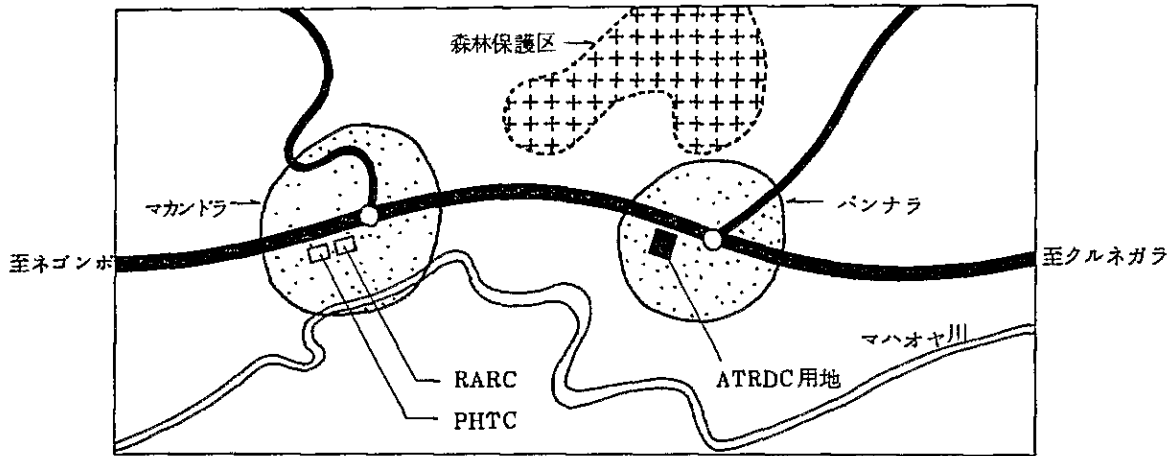 森林保護区
マカンドラ
パンナラ
至ネゴンボ
至クルネガラ
マハオヤ川
RARC
ATRDC用地
PHTC